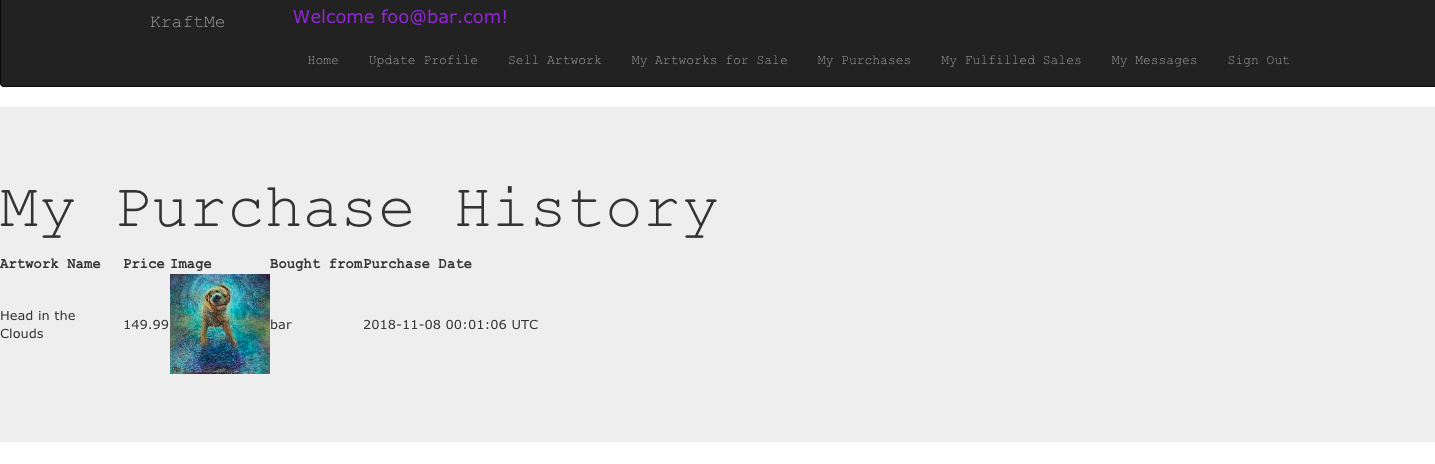 KraftMe
Welcome foo@bar.com!
Home Update Profile Sell Artwork My Artworks for Sale My Purchases My Fulfilled Sales My Messages Sign Out
My Purchase History
Artwork Name Price Image Bought from Purchase Date
Head in the
Clouds
149.99 bar 2018-11-08 00:01:06 UTC